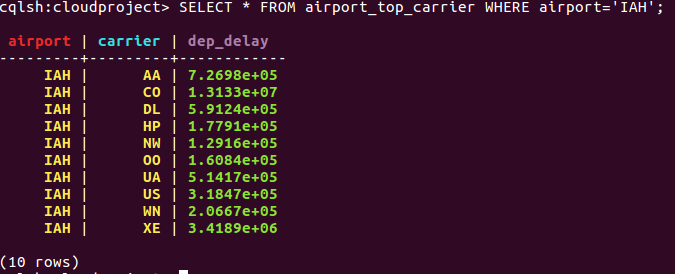 cqlsh:cloudproject> SELECT * FROM airport_top_carrier WHERE airport='IAH';
airport | carrier | dep_delay
---------+---------+------------
IAH | AA | 7.2698e+05
IAH | CO | 1.3133e+07
IAH | DL | 5.9124e+05
IAH | HP | 1.7791e+05
IAH | NW | 1.2916e+05
IAH | OO | 1.6084e+05
IAH | UA | 5.1417e+05
IAH | US | 3.1847e+05
IAH | WN | 2.0667e+05
IAH | XE | 3.4189e+06
(10 rows)